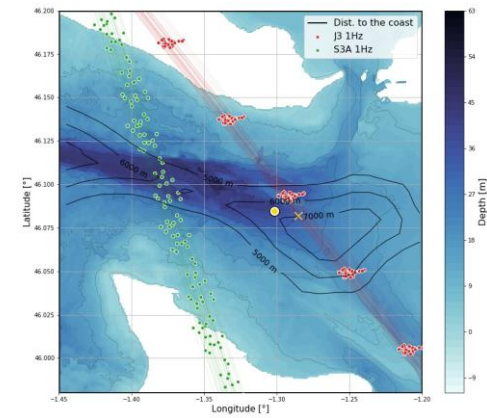 46.200
46.175
46.150
46.125
46.100
46.075
46.050
46.025
46.000
Latitude [°]
-1.45
-1.40
-1.35
-1.30
-1.25
-1.20
Longitude [°]
Dist. to the coast
J3 1Hz
S3A 1Hz
6000 m
5000 m
6000 m
7000 m
5000 m
63
54
45
36
27
18
9
0
-9
Depth [m]